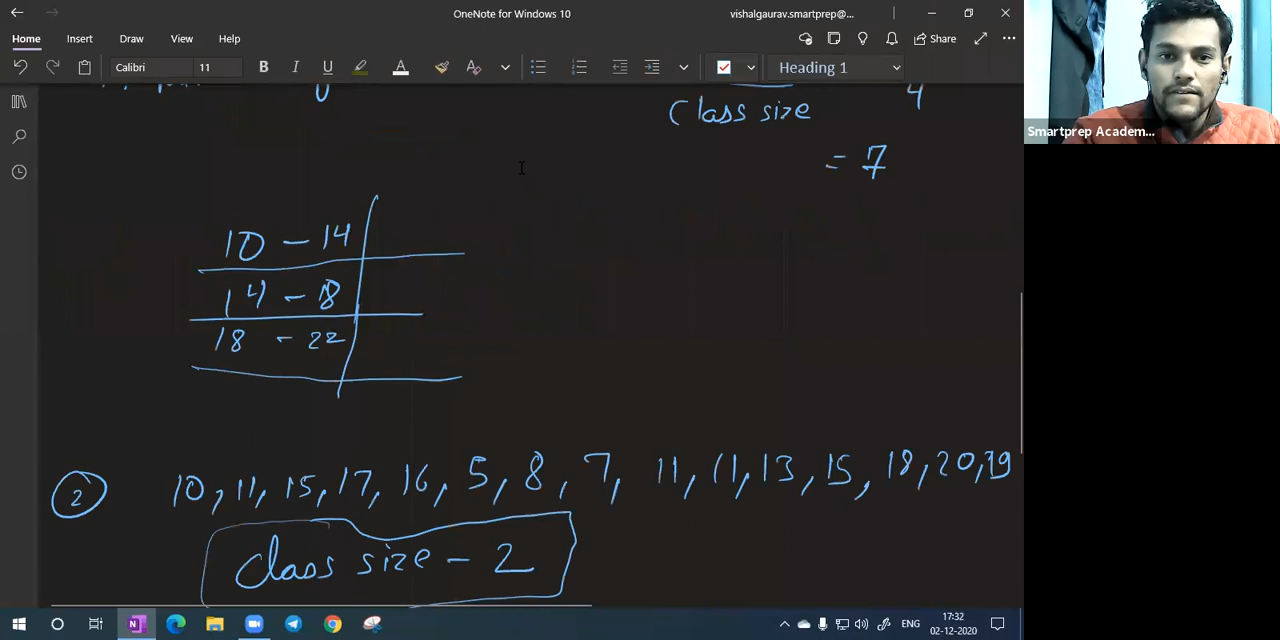 OneNote for Windows 10
vishalgaurav.smartprep@...
Home Insert Draw View Help
Share
Calibri 11 B I U A Heading 1
Class size
4
= 7
10 - 14
14 - 18
18 - 22
2 10, 11, 15, 17, 16, 5, 8, 7, 11, 11, 13, 15, 18, 20, 19
Class size - 2
Smartprep Academ...
ENG
17:32
02-12-2020